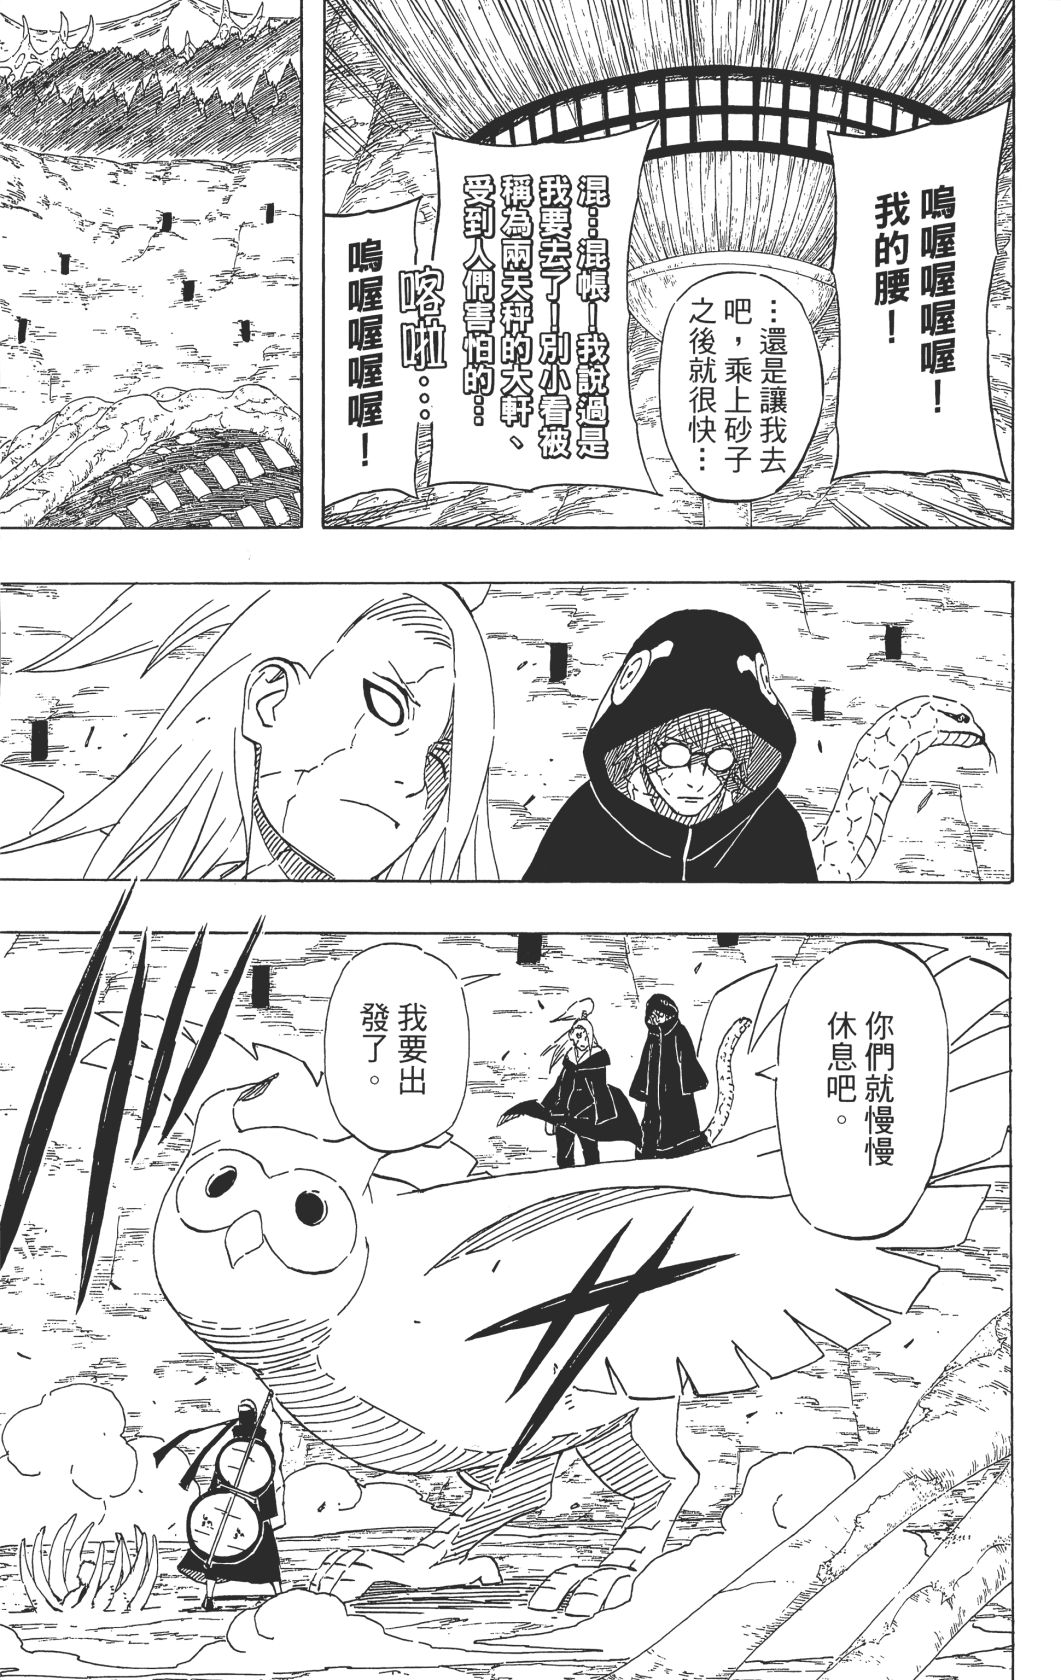 嗚喔喔喔喔！
我的腰！
…還是讓我去
吧，乘上砂子
之後就很快…
混…混帳！我說過是
我要去了！別小看被
稱為兩天秤的大軒、
受到人們害怕的…
喀啦…
嗚喔喔喔喔！
你們就慢慢
休息吧。
我要出
發了。